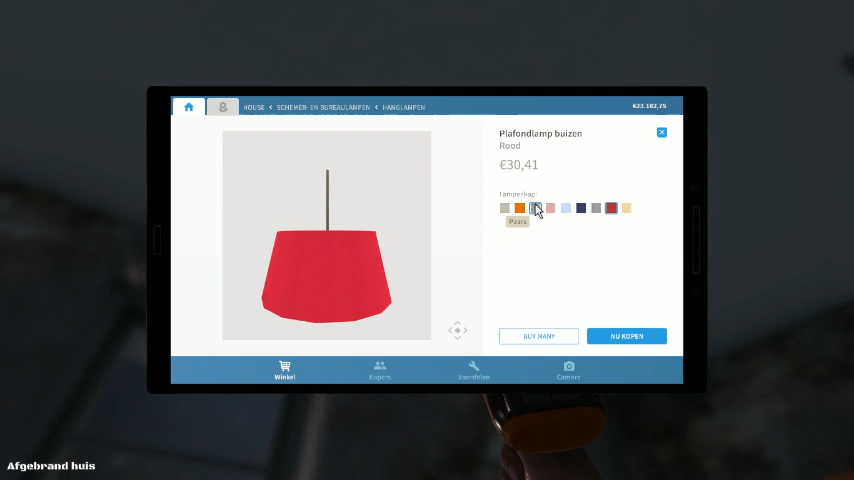 HOUSE < SCHEMER- EN BUREAULAMPEN < HANGLAMPEN
€23.182,75
Plafondlamp buizen
Rood
€30,41
Lampenkap:
Paars
BUY MANY
NU KOPEN
Winkel
Kopers
Voordelen
Camera
Afgebrand huis